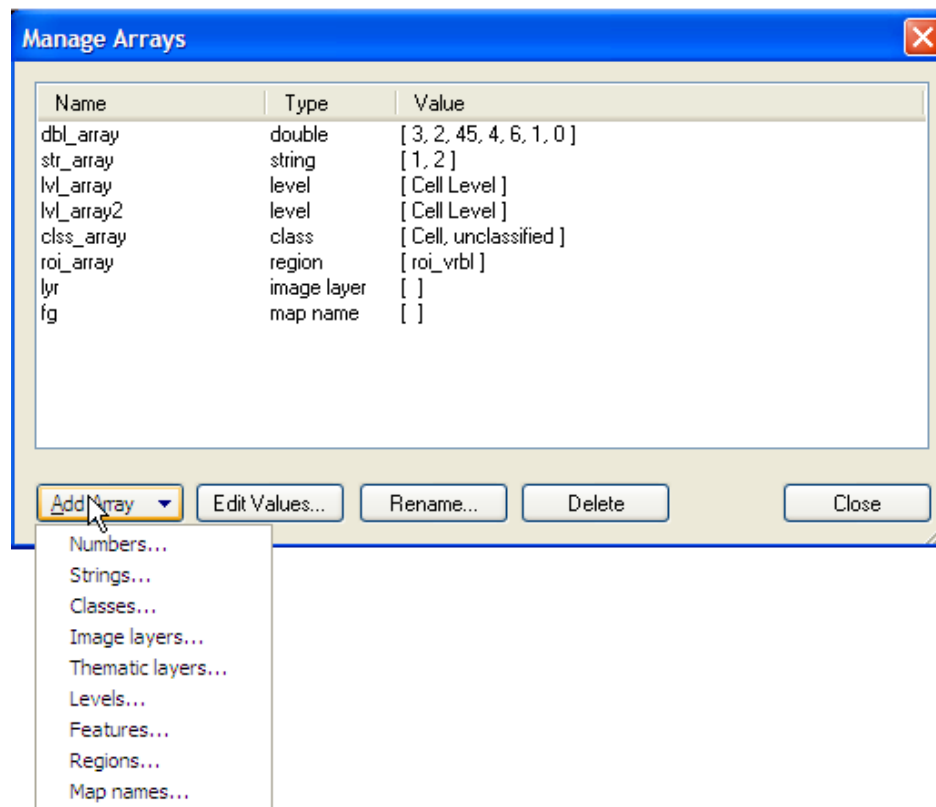 Manage Arrays
Name Type Value
dbl_array double [ 3, 2, 45, 4, 6, 1, 0 ]
str_array string [ 1, 2 ]
lvl_array level [ Cell Level ]
lvl_array2 level [ Cell Level ]
clss_array class [ Cell, unclassified ]
roi_array region [ roi_vrbl ]
lyr image layer [ ]
fg map name [ ]
Add Array Edit Values... Rename... Delete Close
Numbers...
Strings...
Classes...
Image layers...
Thematic layers...
Levels...
Features...
Regions...
Map names...